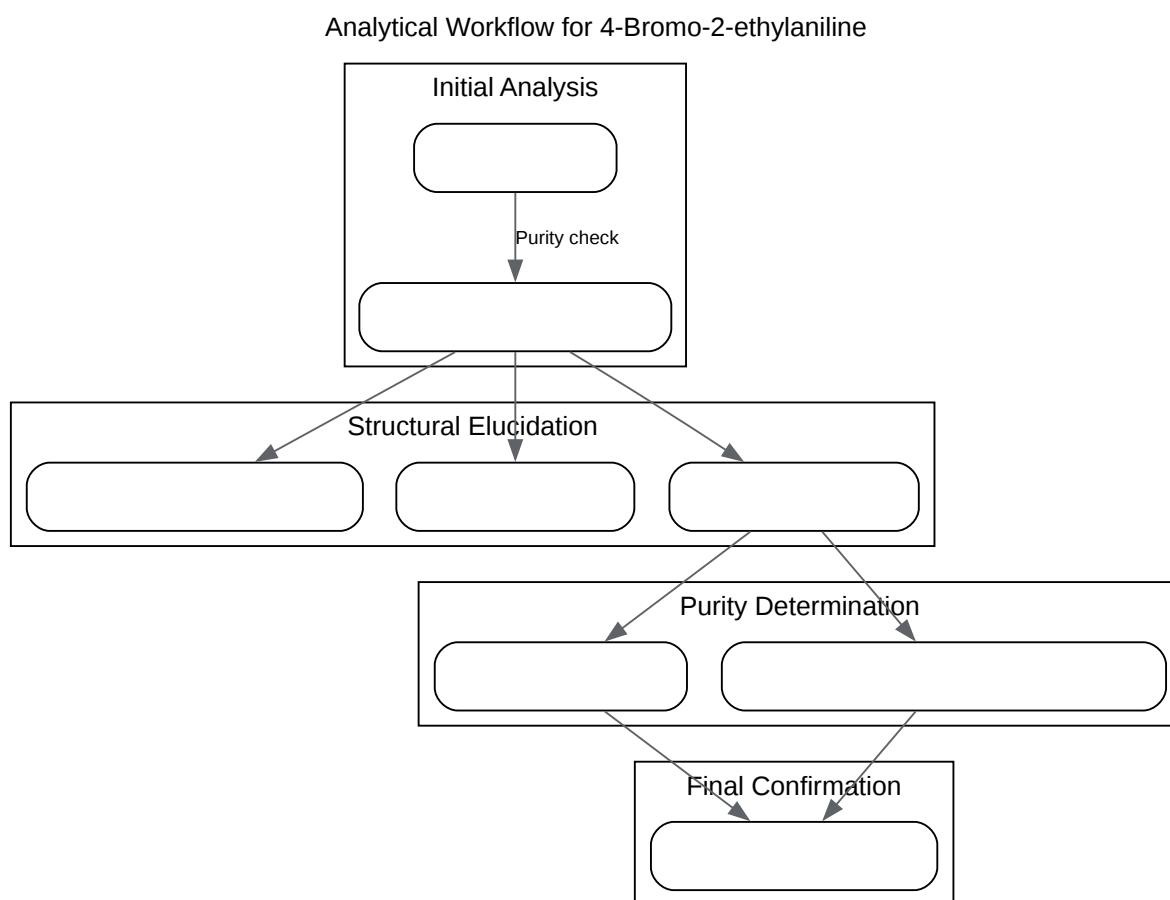 Analytical Workflow for 4-Bromo-2-ethylaniline
Initial Analysis
Purity check
Structural Elucidation
Purity Determination
Final Confirmation